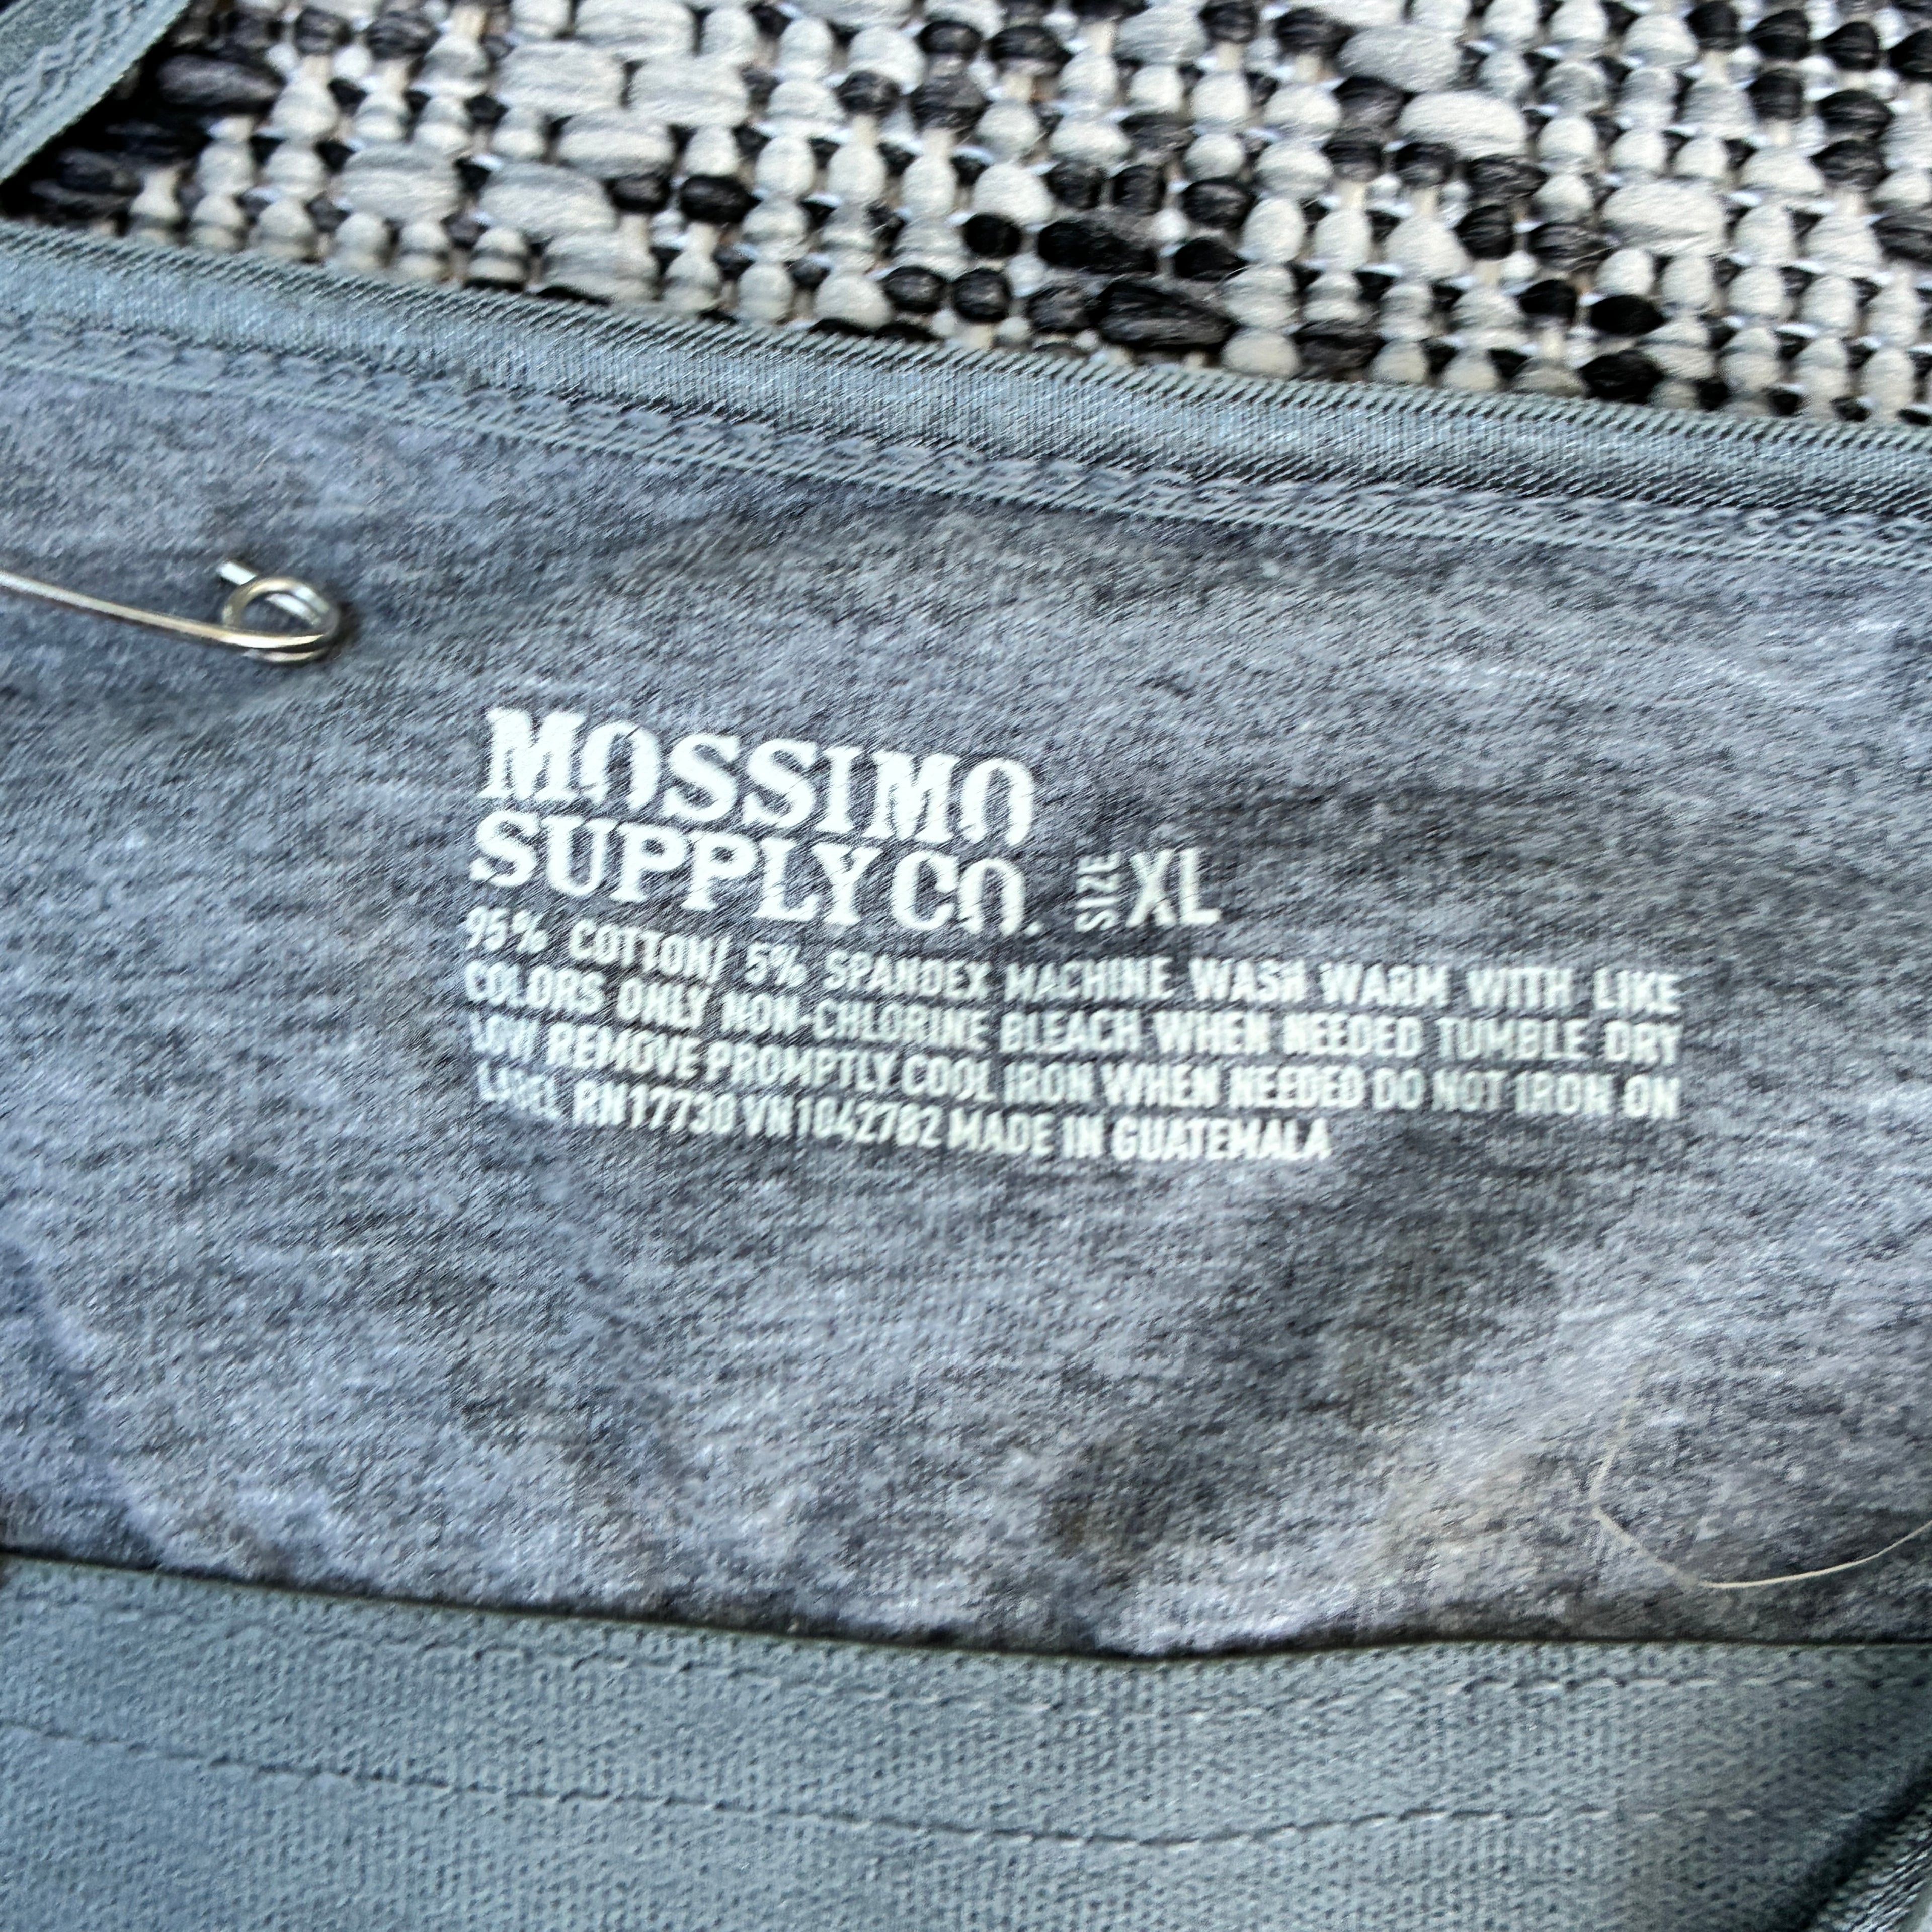 MOSSIMO
SUPPLY CO. SIZE XL
95% COTTON/ 5% SPANDEX MACHINE WASH WARM WITH LIKE
COLORS ONLY NON-CHLORINE BLEACH WHEN NEEDED TUMBLE DRY
LOW REMOVE PROMPTLY COOL IRON WHEN NEEDED DO NOT IRON ON
LABEL RN17730 VN1042782 MADE IN GUATEMALA